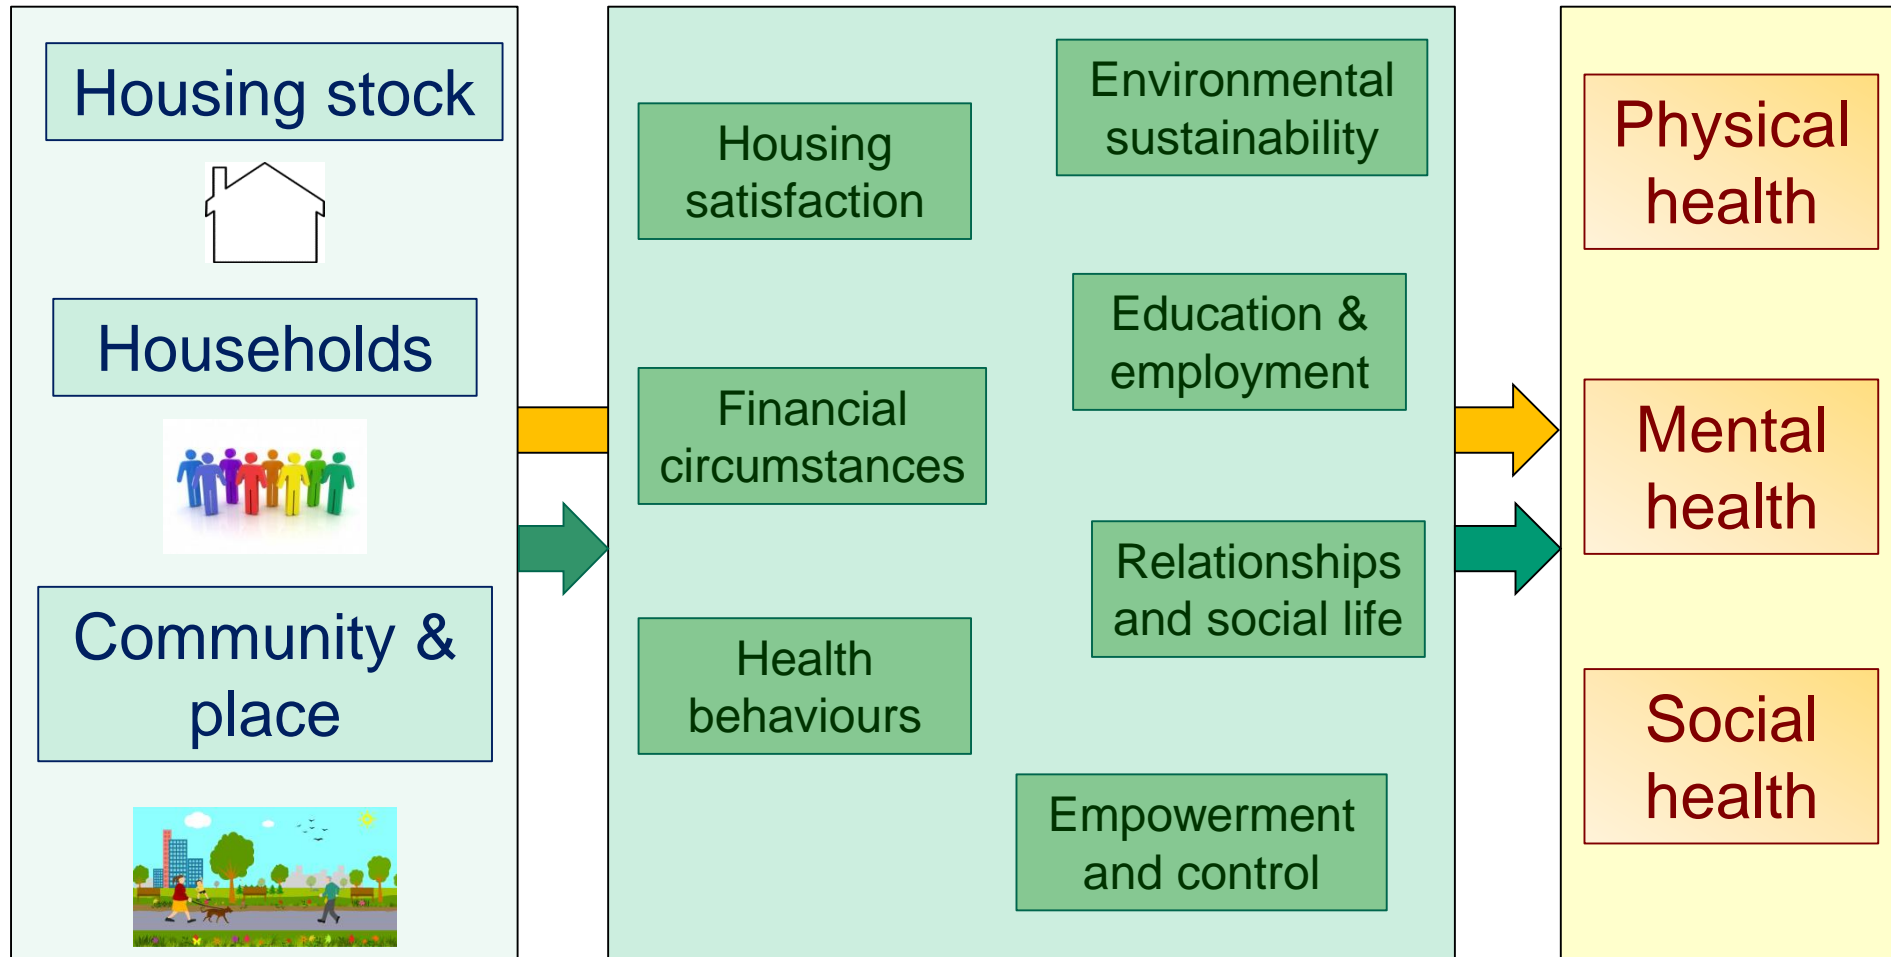 Housing stock
Households
Community &
place
Housing
satisfaction
Financial
circumstances
Health
behaviours
Environmental
sustainability
Education &
employment
Relationships
and social life
Empowerment
and control
Physical
health
Mental
health
Social
health